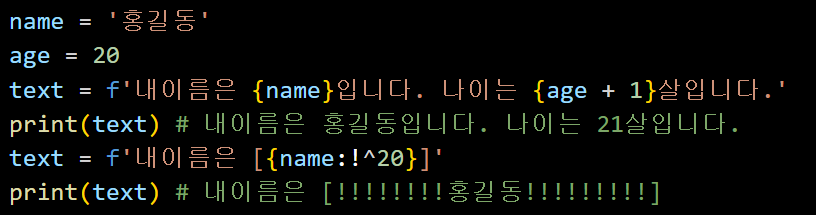 name = '홍길동'
age = 20
text = f'내이름은 {name}입니다. 나이는 {age + 1}살입니다.'
print(text) # 내이름은 홍길동입니다. 나이는 21살입니다.
text = f'내이름은 [{name:!^20}]'
print(text) # 내이름은 [!!!!!!!!홍길동!!!!!!!!!]